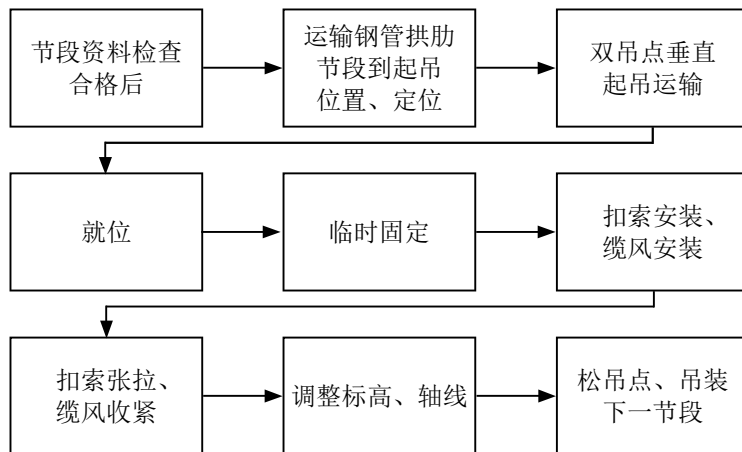 节段资料检查
合格后
运输钢管拱肋
节段到起吊
位置、定位
双吊点垂直
起吊运输
就位
临时固定
扣索安装、
缆风安装
扣索张拉、
缆风收紧
调整标高、轴线
松吊点、吊装
下一节段